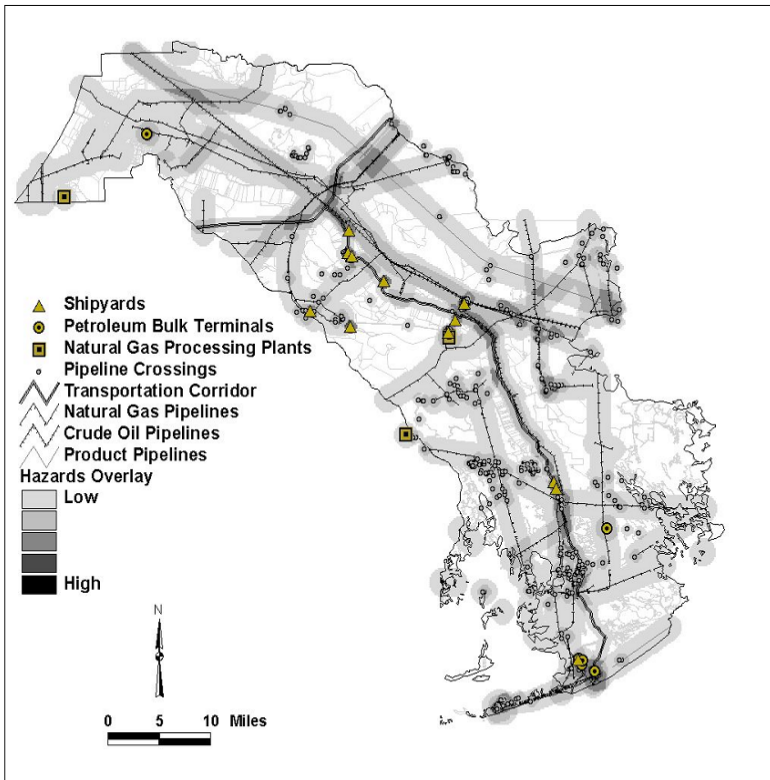 Shipyards
Petroleum Bulk Terminals
Natural Gas Processing Plants
Pipeline Crossings
Transportation Corridor
Natural Gas Pipelines
Crude Oil Pipelines
Product Pipelines
Hazards Overlay
Low
High
N
0 5 10 Miles